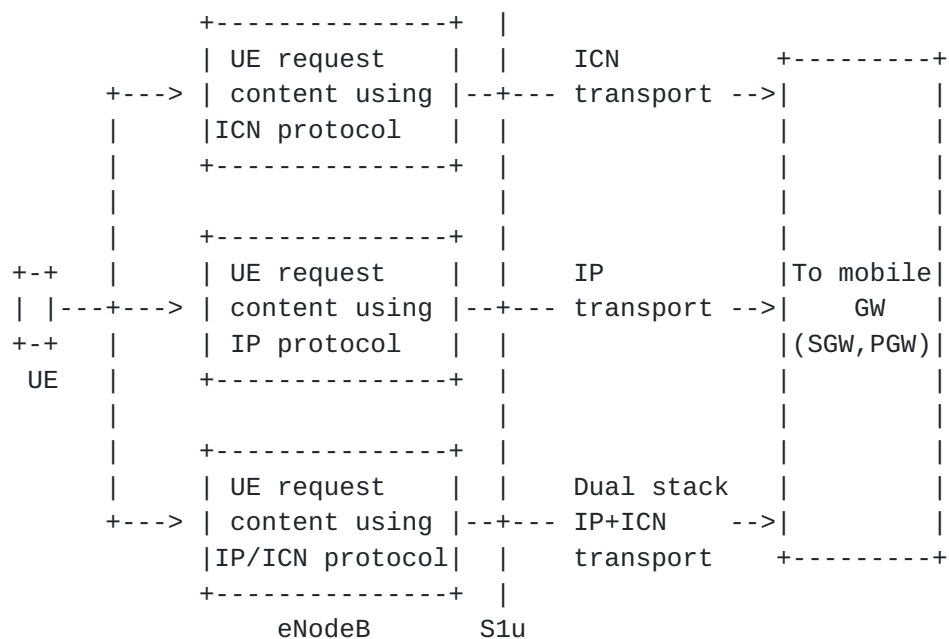 UE request
content using
ICN protocol
ICN
transport
UE request
content using
IP protocol
IP
transport
To mobile
GW
(SGW,PGW)
UE
UE request
content using
IP/ICN protocol
Dual stack
IP+ICN
transport
eNodeB
S1u